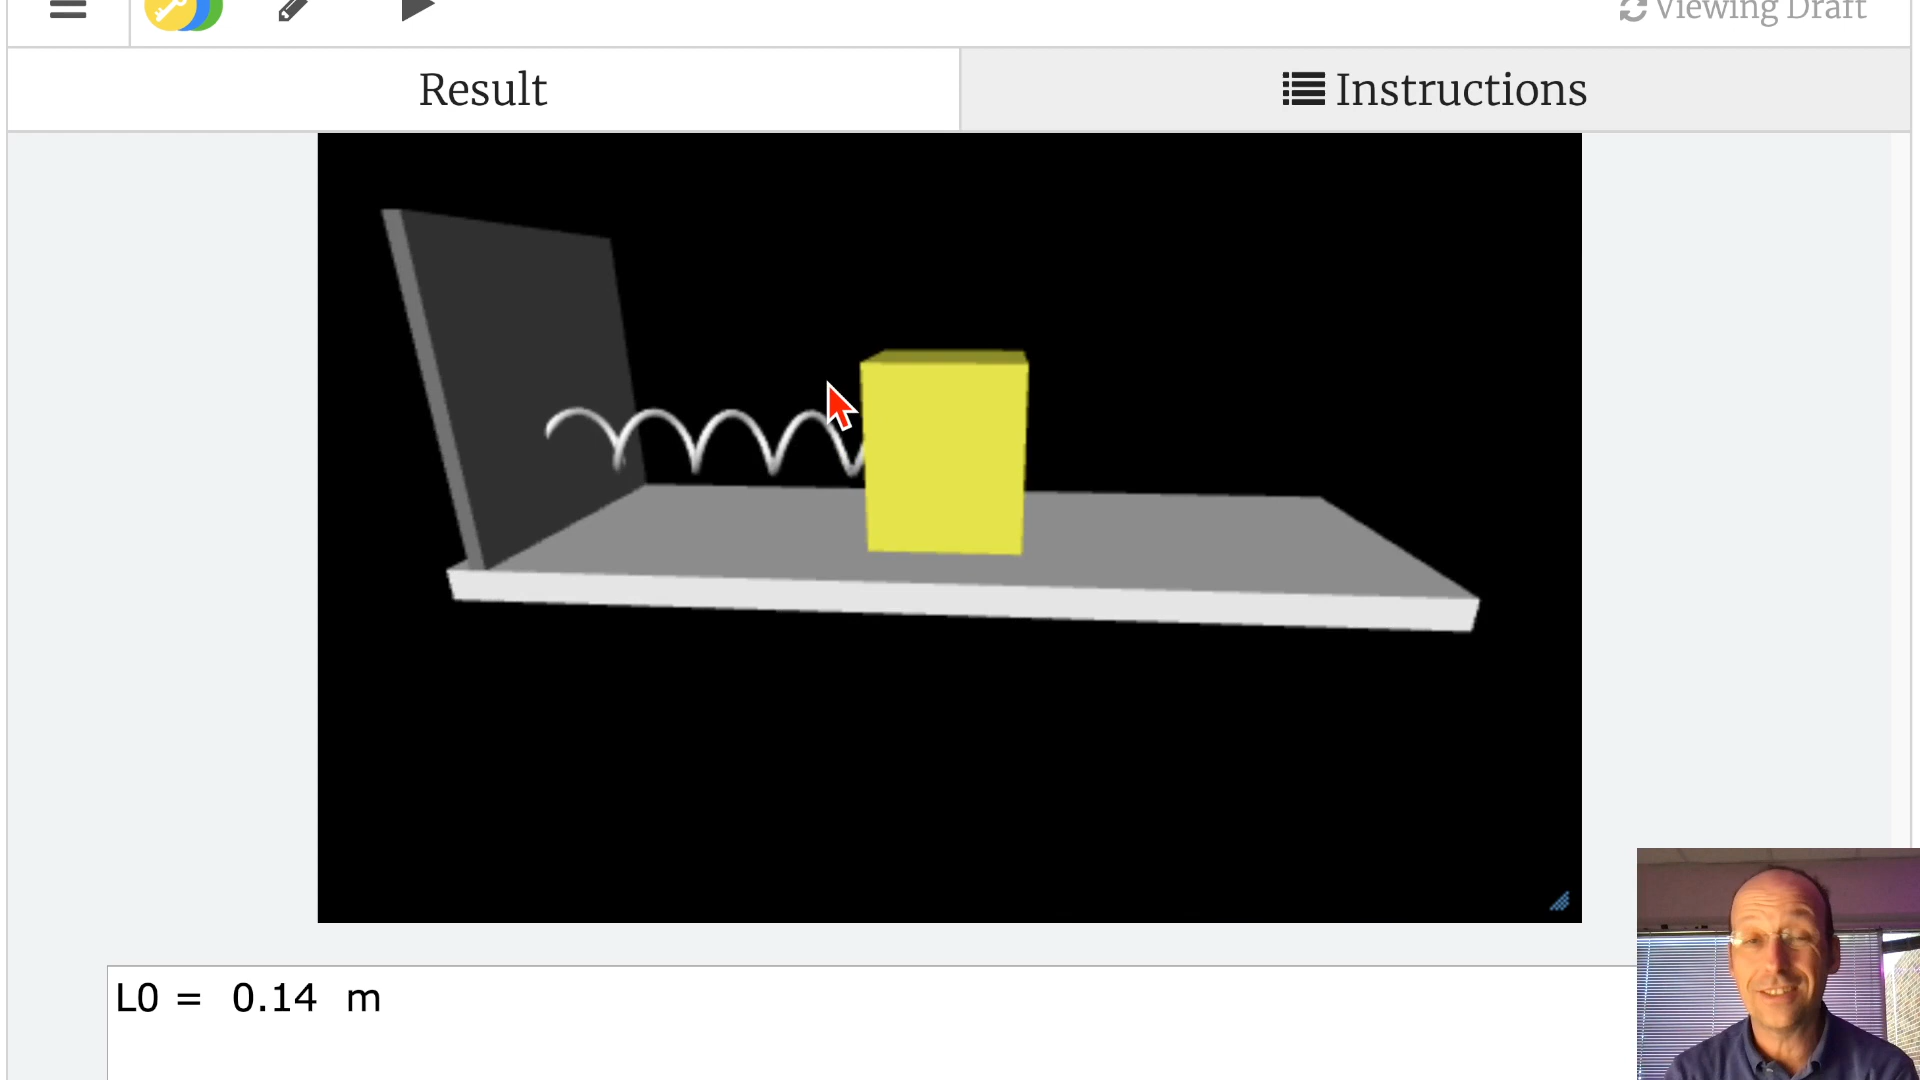 Viewing Draft
Result
Instructions
L0 = 0.14 m